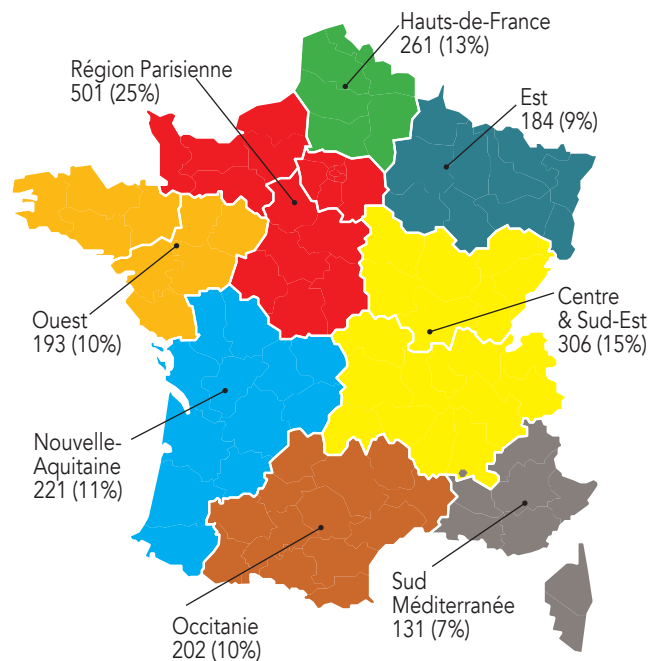 Hauts-de-France
261 (13%)
Région Parisienne
501 (25%)
Est
184 (9%)
Centre
& Sud-Est
306 (15%)
Ouest
193 (10%)
Nouvelle-
Aquitaine
221 (11%)
Sud
Méditerranée
131 (7%)
Occitanie
202 (10%)